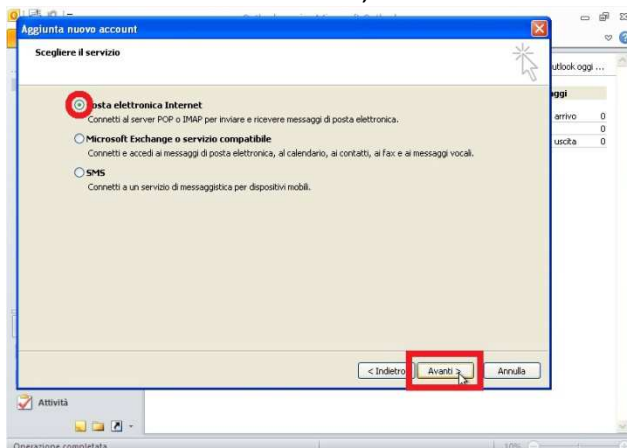 Aggiunta nuovo account
Scegliere il servizio
utlook oggi ...
Posta elettronica Internet
Connetti al server POP o IMAP per inviare e ricevere messaggi di posta elettronica.
arrivo 0
0
Microsoft Exchange o servizio compatibile
uscita 0
Connetti e accedi ai messaggi di posta elettronica, al calendario, ai contatti, ai fax e ai messaggi vocali.
SMS
Connetti a un servizio di messaggistica per dispositivi mobili.
< Indietro
Avanti >
Annulla
Attività
Operazione completata
10%